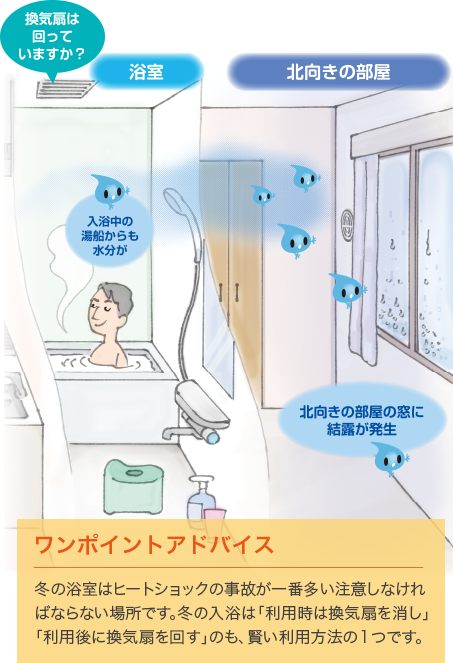 換気扇は
回って
いますか？
浴室
北向きの部屋
入浴中の
湯船からも
水分が
北向きの部屋の窓に
結露が発生
ワンポイントアドバイス
冬の浴室はヒートショックの事故が一番多い注意しなけれ
ばならない場所です。冬の入浴は「利用時は換気扇を消し」
「利用後に換気扇を回す」のも、賢い利用方法の1つです。